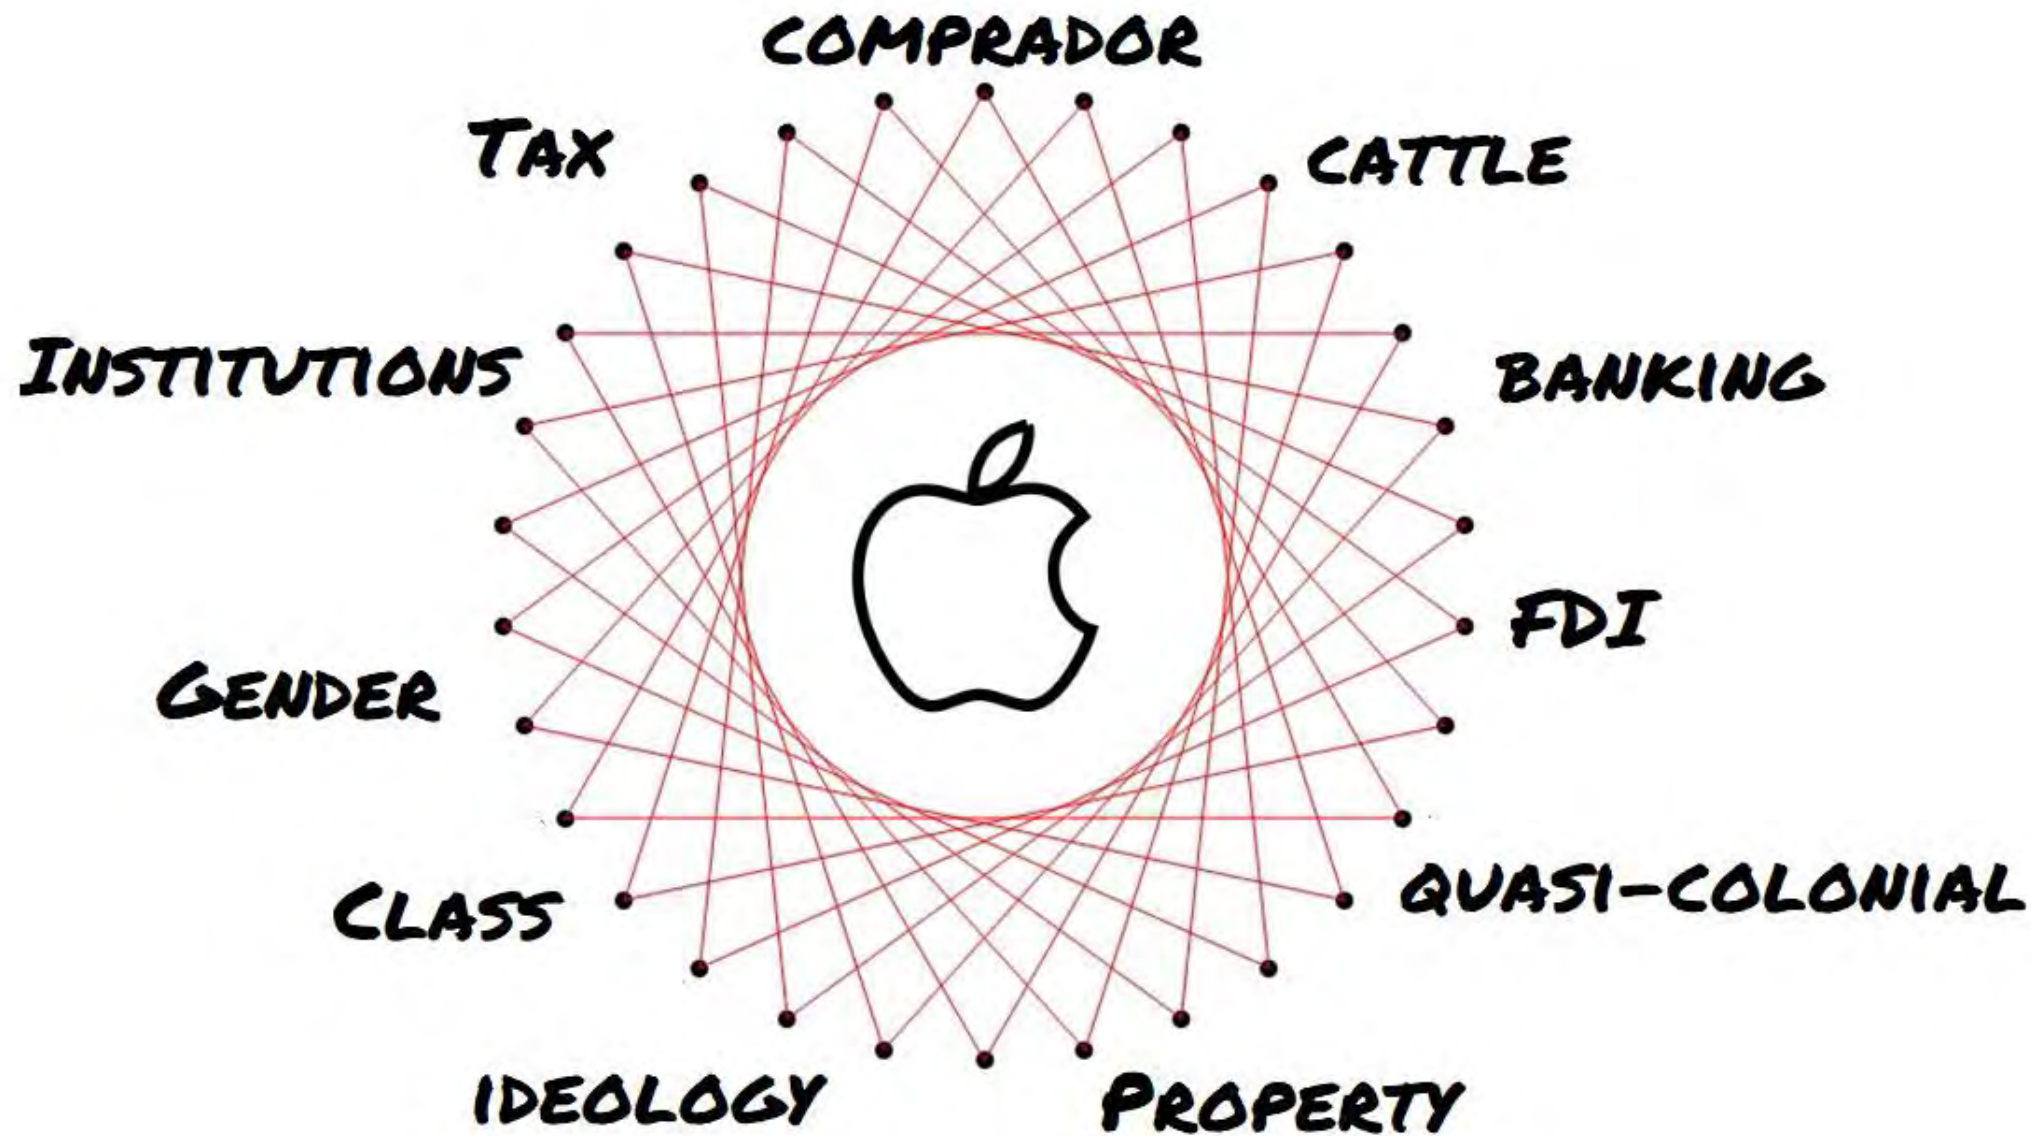 COMPRADOR
TAX
CATTLE
INSTITUTIONS
BANKING
FDI
GENDER
QUASI-COLONIAL
CLASS
IDEOLOGY
PROPERTY